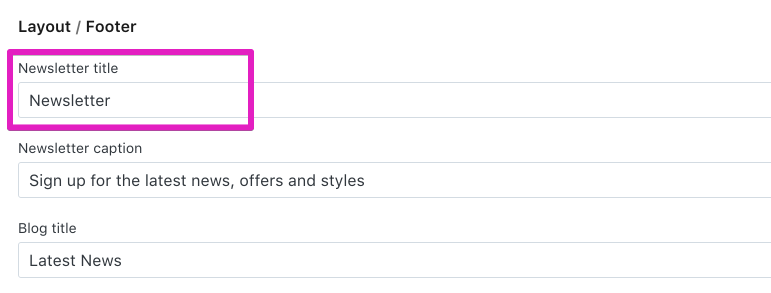 Layout / Footer
Newsletter title
Newsletter
Newsletter caption
Sign up for the latest news, offers and styles
Blog title
Latest News